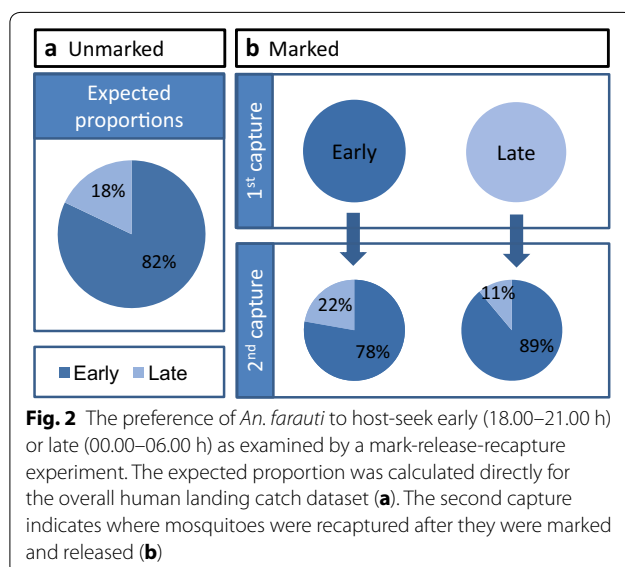 a Unmarked
b Marked
Expected
proportions
18%
82%
Early Late
1st capture
Early
Late
2nd capture
22%
78%
11%
89%
Fig. 2 The preference of An. farauti to host-seek early (18.00–21.00 h)
or late (00.00–06.00 h) as examined by a mark-release-recapture
experiment. The expected proportion was calculated directly for
the overall human landing catch dataset (a). The second capture
indicates where mosquitoes were recaptured after they were marked
and released (b)